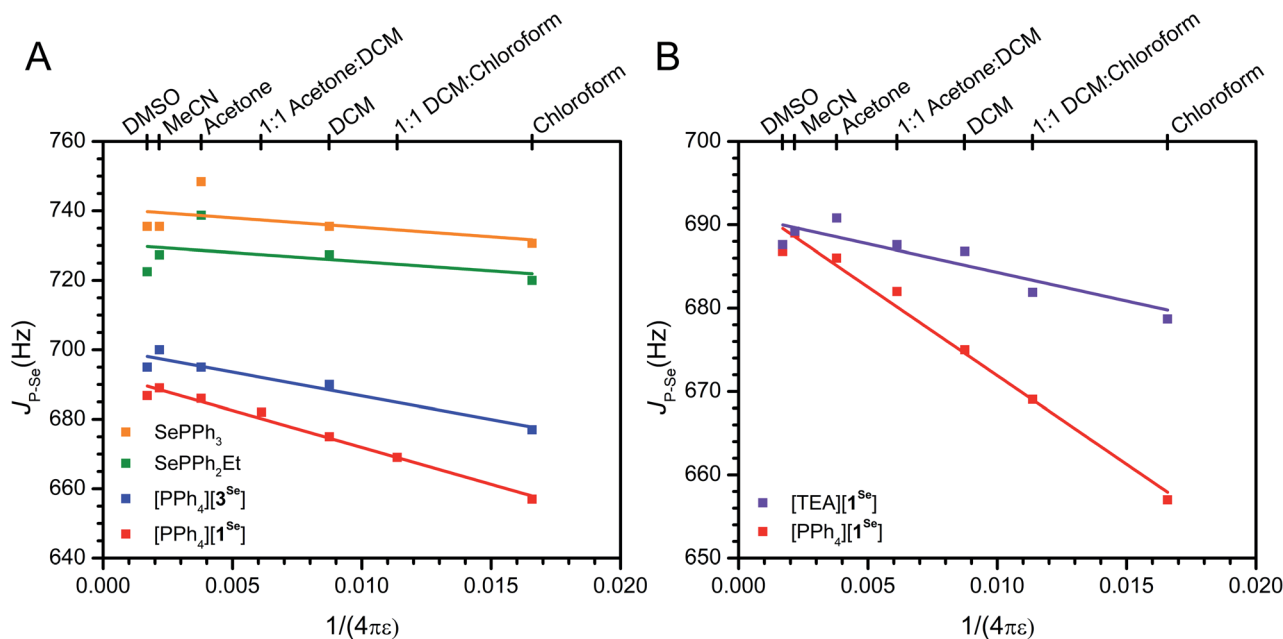 A
DMSO
MeCN
Acetone
1:1 Acetone:DCM
DCM
1:1 DCM:Chloroform
Chloroform
760
740
720
700
680
660
640
J P-Se (Hz)
SePPh3
SePPh2Et
[PPh4][3Se]
[PPh4][1Se]
0.000 0.005 0.010 0.015 0.020
1/(4πε)
B
DMSO
MeCN
Acetone
1:1 Acetone:DCM
DCM
1:1 DCM:Chloroform
Chloroform
700
690
680
670
660
650
J P-Se (Hz)
[TEA][1Se]
[PPh4][1Se]
0.000 0.005 0.010 0.015 0.020
1/(4πε)